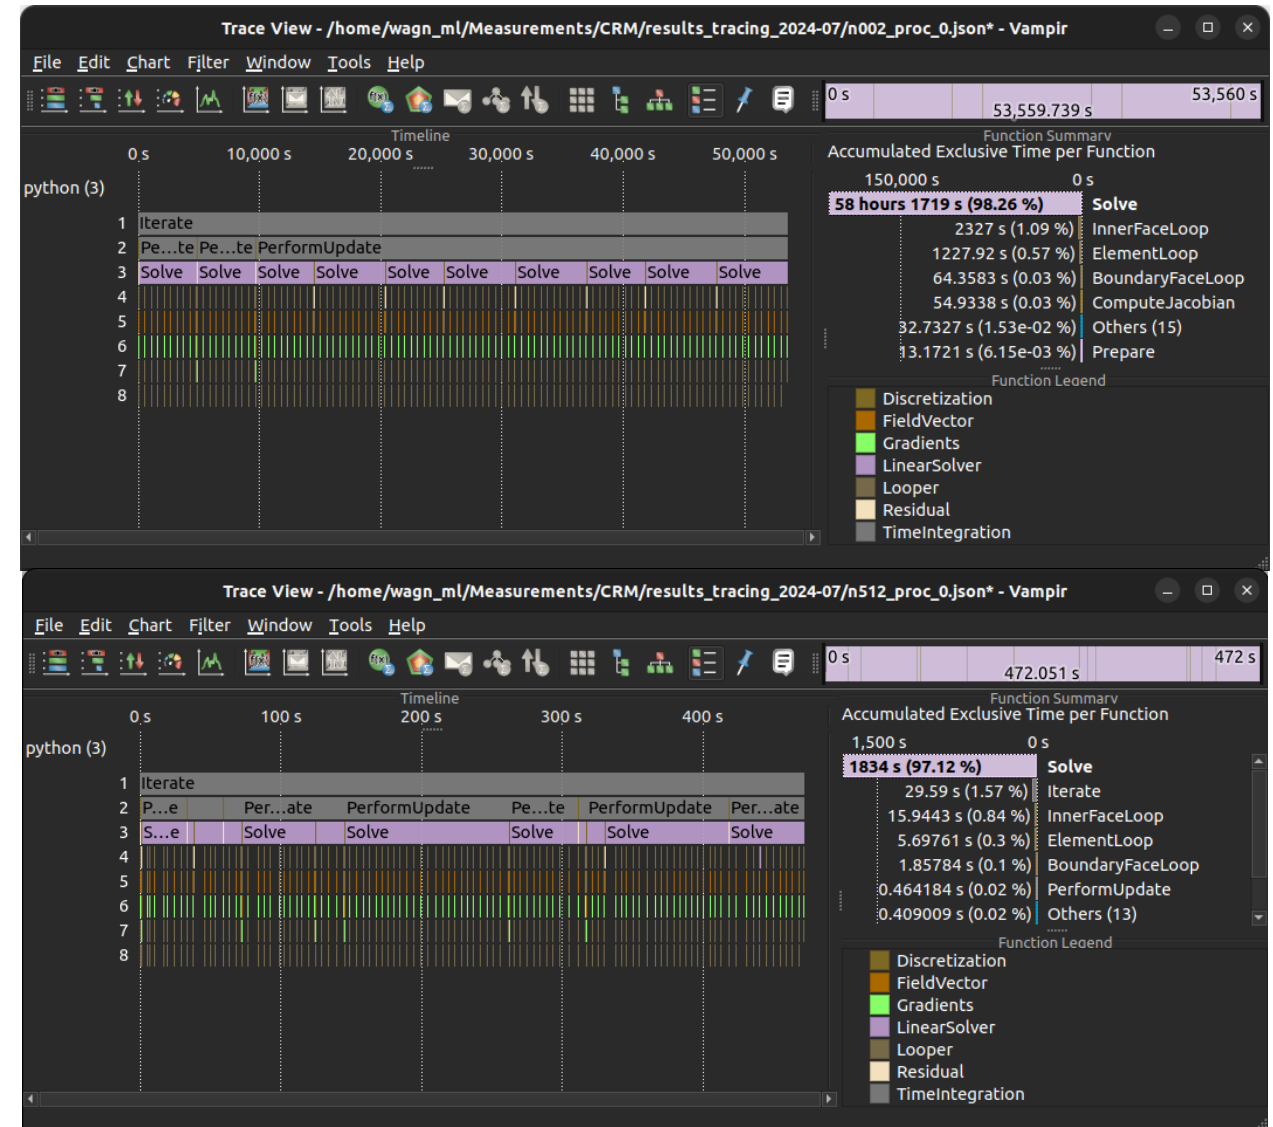 Trace View - /home/wagn_ml/Measurements/CRM/results_tracing_2024-07/n002_proc_0.json* - Vampir
File Edit Chart Filter Window Tools Help
0 s 53,560 s
53,559.739 s
Timeline
0 s 10,000 s 20,000 s 30,000 s 40,000 s 50,000 s
python (3)
1 Iterate
2 Pe...te Pe...te PerformUpdate
3 Solve Solve Solve Solve Solve Solve Solve Solve Solve Solve
4
5
6
7
8
Function Summary
Accumulated Exclusive Time per Function
150,000 s 0 s
58 hours 1719 s (98.26 %) Solve
2327 s (1.09 %) InnerFaceLoop
1227.92 s (0.57 %) ElementLoop
64.3583 s (0.03 %) BoundaryFaceLoop
54.9338 s (0.03 %) ComputeJacobian
32.7327 s (1.53e-02 %) Others (15)
13.1721 s (6.15e-03 %) Prepare
Function Legend
Discretization
FieldVector
Gradients
LinearSolver
Looper
Residual
TimeIntegration
Trace View - /home/wagn_ml/Measurements/CRM/results_tracing_2024-07/n512_proc_0.json* - Vampir
File Edit Chart Filter Window Tools Help
0 s 472 s
472.051 s
Timeline
0 s 100 s 200 s 300 s 400 s
python (3)
1 Iterate
2 P...e Per...ate PerformUpdate Pe...te PerformUpdate Per...ate
3 S...e Solve Solve Solve Solve Solve
4
5
6
7
8
Function Summary
Accumulated Exclusive Time per Function
1,500 s 0 s
1834 s (97.12 %) Solve
29.59 s (1.57 %) Iterate
15.9443 s (0.84 %) InnerFaceLoop
5.69761 s (0.3 %) ElementLoop
1.85784 s (0.1 %) BoundaryFaceLoop
0.464184 s (0.02 %) PerformUpdate
0.409009 s (0.02 %) Others (13)
Function Legend
Discretization
FieldVector
Gradients
LinearSolver
Looper
Residual
TimeIntegration